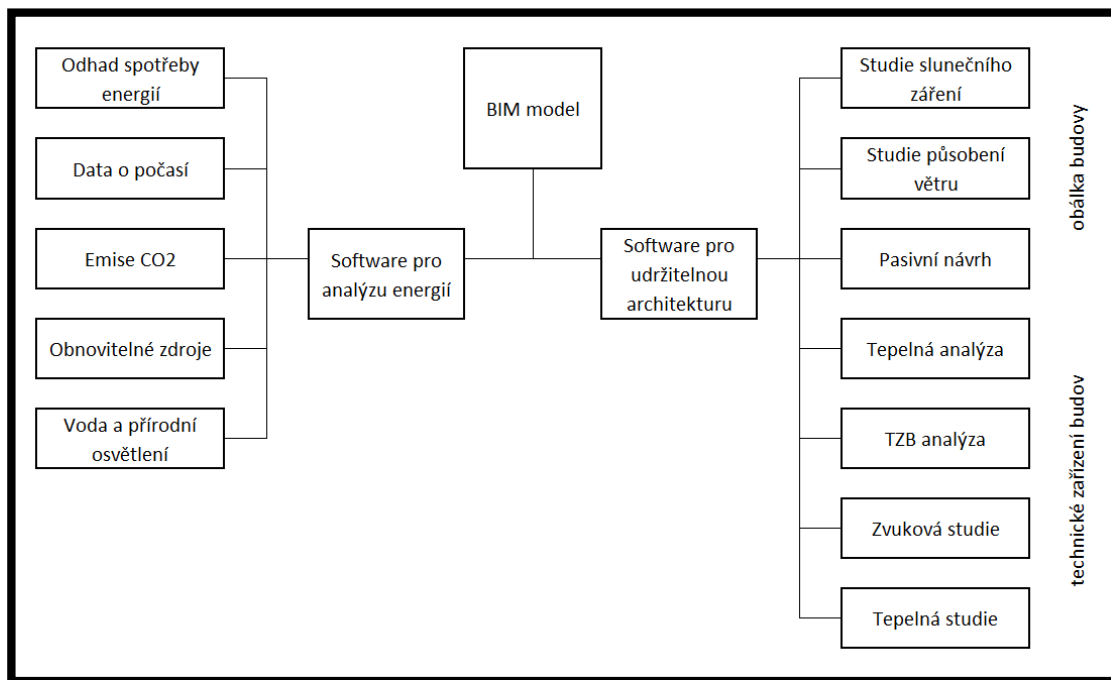 Odhad spotřeby
energií
Data o počasí
Emise CO2
Obnovitelné zdroje
Voda a přírodní
osvětlení
BIM model
Software pro
analýzu energií
Software pro
udržitelnou
architekturu
Studie slunečního
záření
Studie působení
větru
Pasivní návrh
Tepelná analýza
TZB analýza
Zvuková studie
Tepelná studie
obálka budovy
technické zařízení budov